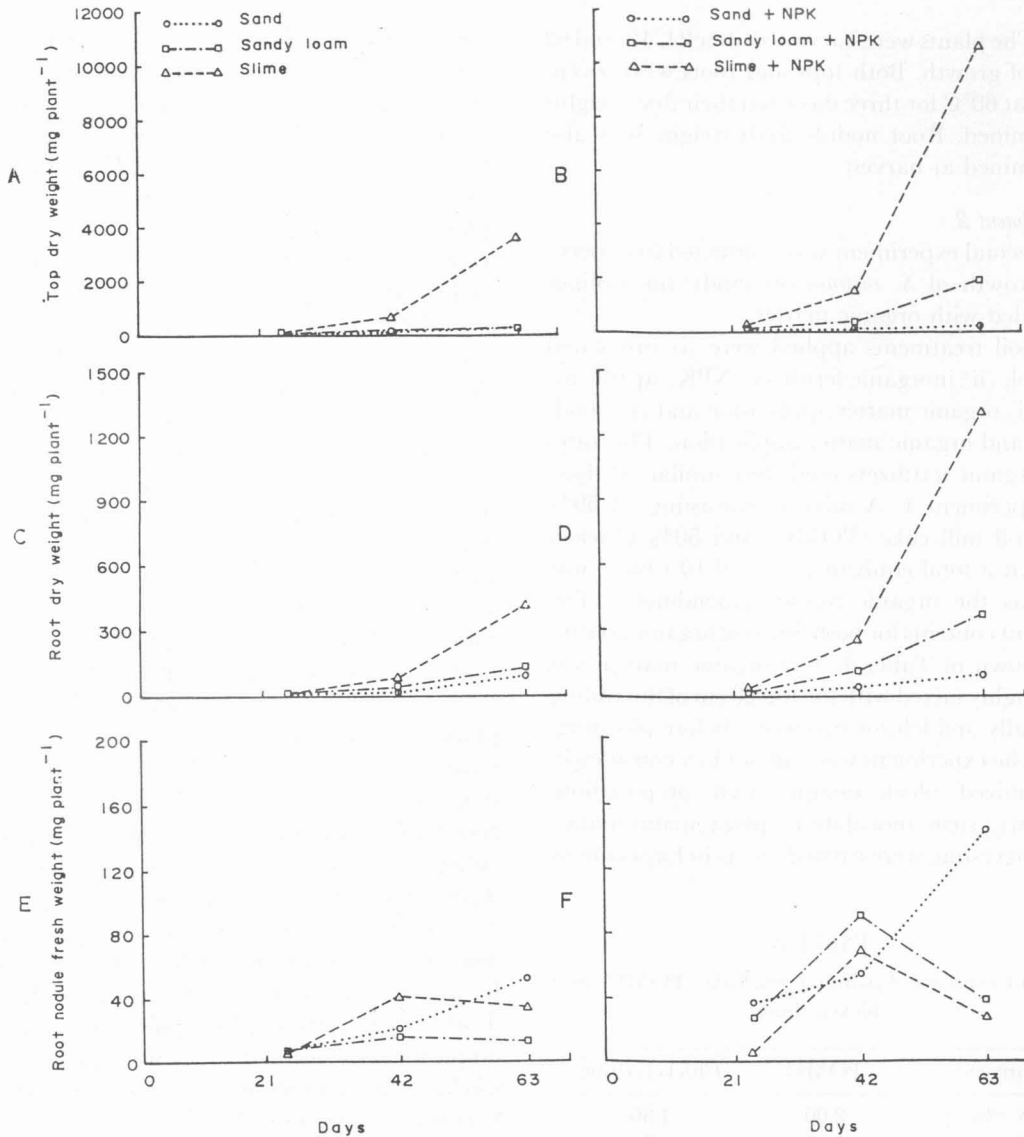 Sand
Sandy loam
Slime
Sand + NPK
Sandy loam + NPK
Slime + NPK
12000
10000
8000
6000
4000
2000
0
Top dry weight (mg plant⁻¹)
A
B
1500
1200
900
600
300
0
Root dry weight (mg plant⁻¹)
C
D
200
160
120
80
40
0
Root nodule fresh weight (mg plant⁻¹)
E
F
0 21 42 63
0 21 42 63
Days
Days